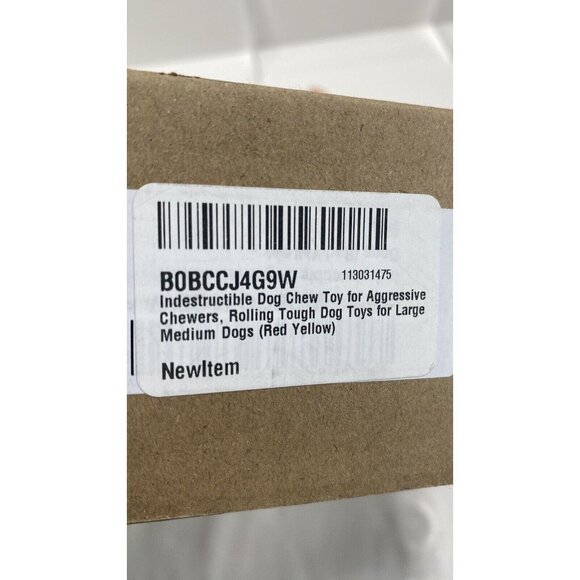 B0BCCJ4G9W 113031475
Indestructible Dog Chew Toy for Aggressive
Chewers, Rolling Tough Dog Toys for Large
Medium Dogs (Red Yellow)
NewItem